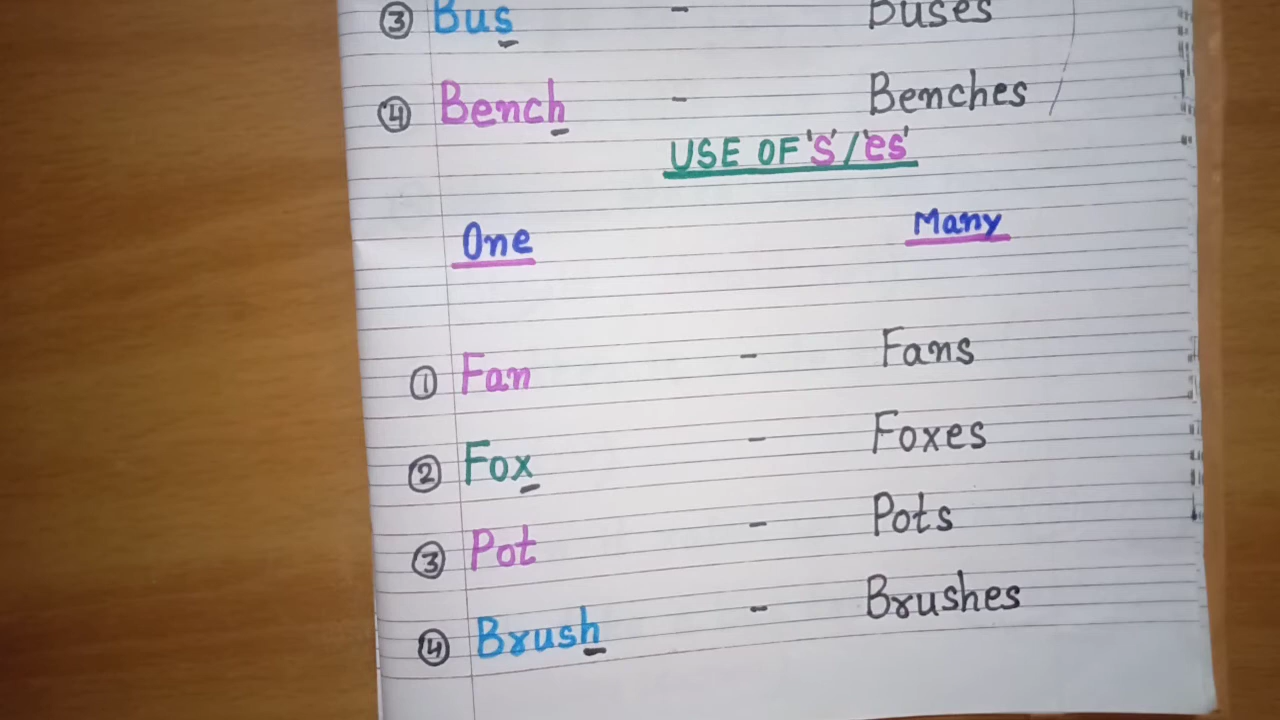 ③ Bus - Buses
④ Bench - Benches
USE OF 's' / 'es'
One Many
① Fan - Fans
② Fox - Foxes
③ Pot - Pots
④ Brush - Brushes